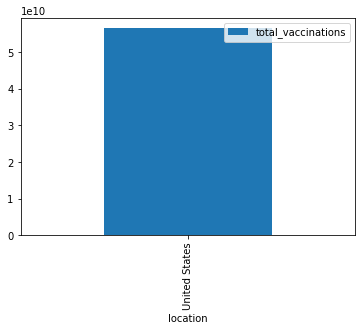 1e10
total_vaccinations
5
4
3
2
1
0
United States
location